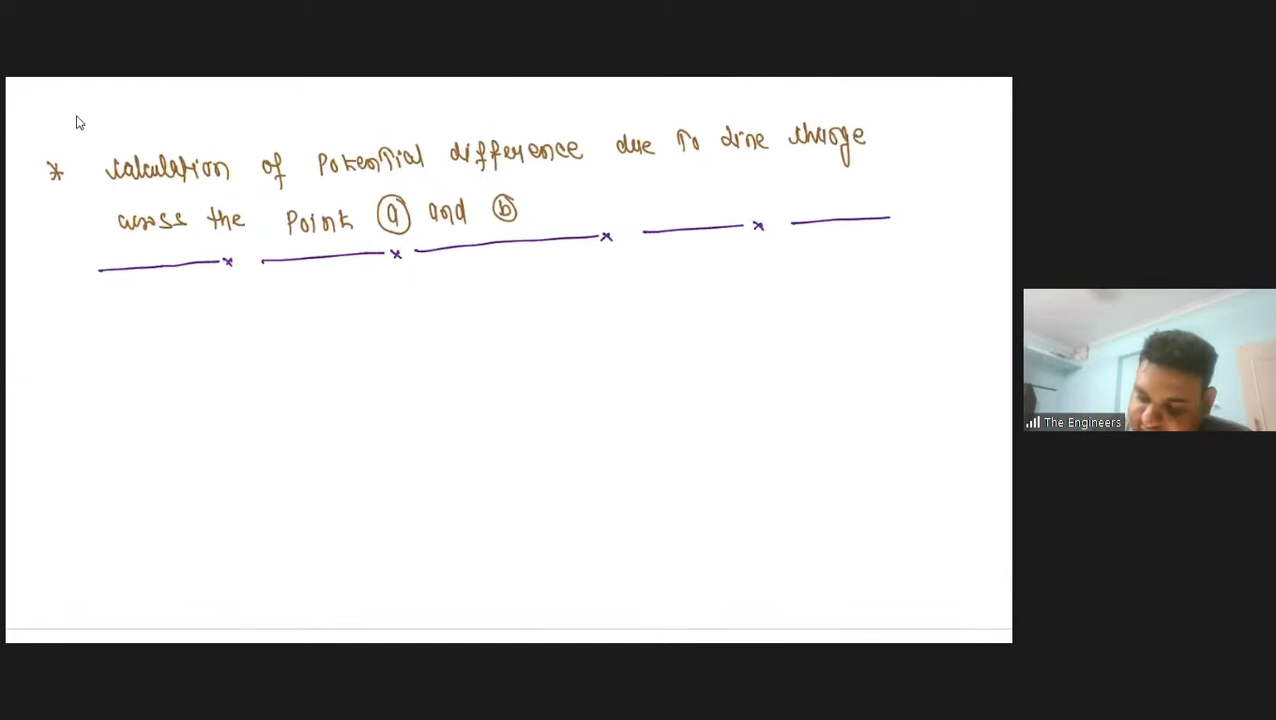 * calculation of Potential difference due to line charge
across the Point ⓐ and ⓑ
The Engineers